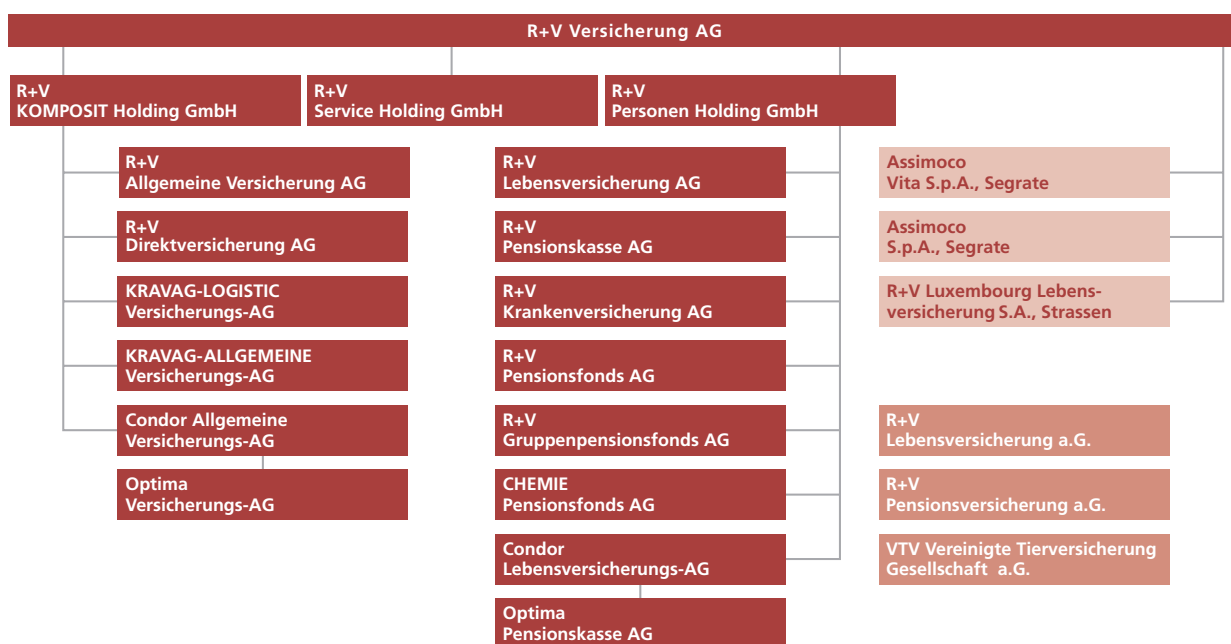 R+V Versicherung AG
R+V
KOMPOSIT Holding GmbH
R+V
Service Holding GmbH
R+V
Personen Holding GmbH
R+V
Allgemeine Versicherung AG
R+V
Direktversicherung AG
KRAVAG-LOGISTIC
Versicherungs-AG
KRAVAG-ALLGEMEINE
Versicherungs-AG
Condor Allgemeine
Versicherungs-AG
Optima
Versicherungs-AG
R+V
Lebensversicherung AG
R+V
Pensionskasse AG
R+V
Krankenversicherung AG
R+V
Pensionsfonds AG
R+V
Gruppenpensionsfonds AG
CHEMIE
Pensionsfonds AG
Condor
Lebensversicherungs-AG
Optima
Pensionskasse AG
Assimoco
Vita S.p.A., Segrate
Assimoco
S.p.A., Segrate
R+V Luxembourg Lebens-
versicherung S.A., Strassen
R+V
Lebensversicherung a.G.
R+V
Pensionsversicherung a.G.
VTV Vereinigte Tierversicherung
Gesellschaft a.G.